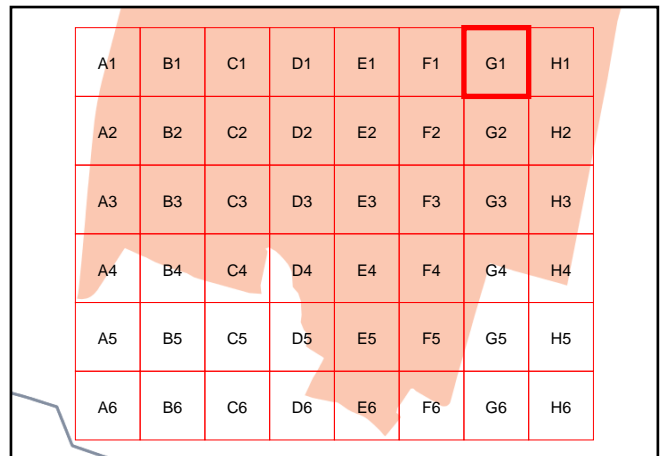 A1 B1 C1 D1 E1 F1 G1 H1
A2 B2 C2 D2 E2 F2 G2 H2
A3 B3 C3 D3 E3 F3 G3 H3
A4 B4 C4 D4 E4 F4 G4 H4
A5 B5 C5 D5 E5 F5 G5 H5
A6 B6 C6 D6 E6 F6 G6 H6